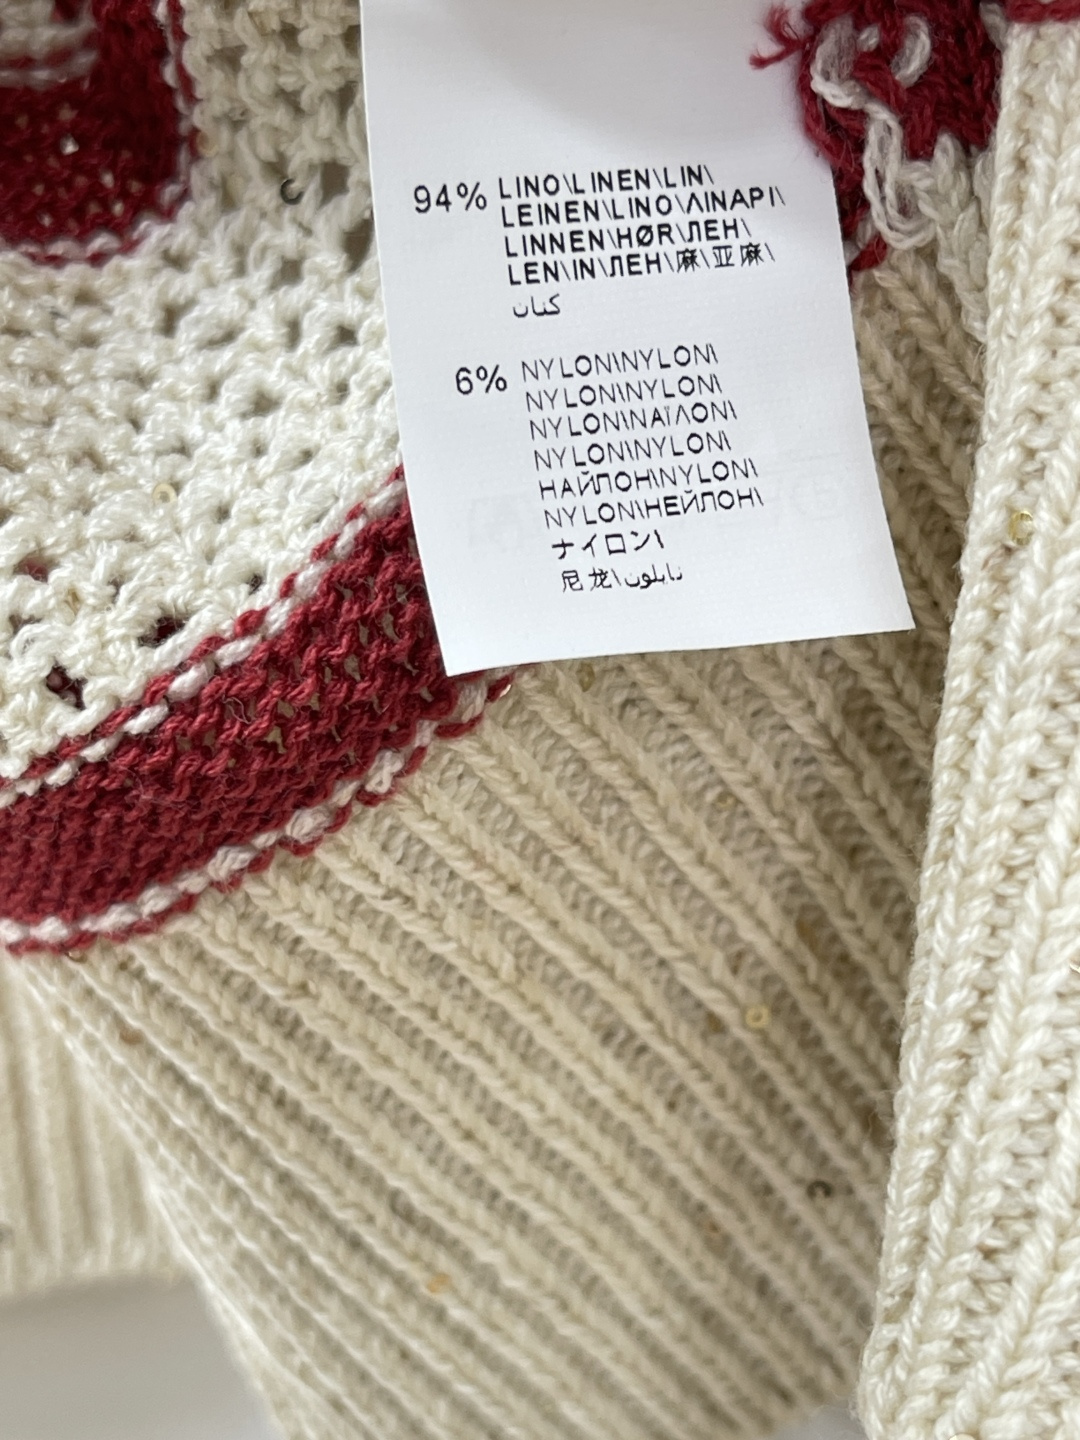 94% LINO\LINEN\LIN\
LEINEN\LINO\ΛΙΝΑΡΙ\
LINNEN\HØR\ЛЕН\
LEN\IN\ЛЕН\麻\亚麻\
كتان
6% NYLON\NYLON\
NYLON\NYLON\
NYLON\ΝΑΪΛΟΝ\
NYLON\NYLON\
НАЙЛОН\NYLON\
NYLON\НЕЙЛОН\
ナイロン\
尼龙\نايلون